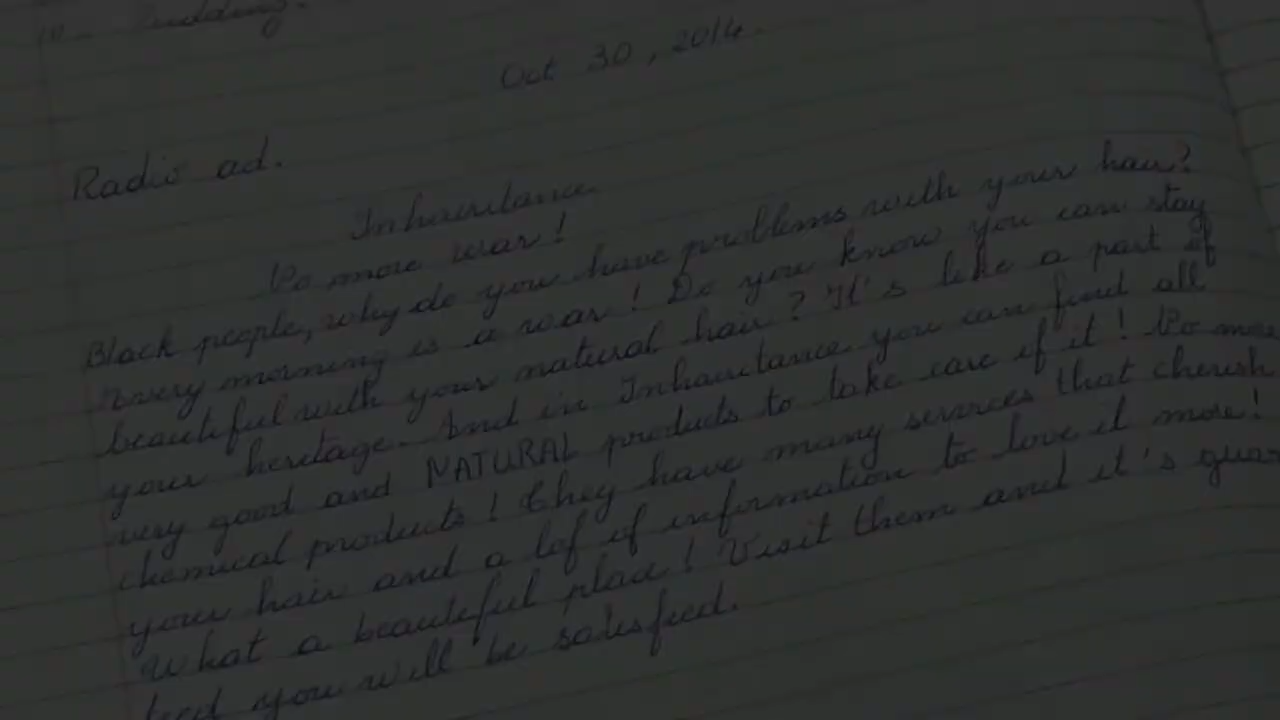 Oct 30, 2014.
Radio ad.
Inhairitance
No more war!
Black people, why do you have problems with your hair?
Every morning is a war! Do you know you can stay
beautiful with your natural hair? It's like a part of
your heritage. And in Inhairitance you can find all
very good and NATURAL products to take care if it! No more
chemical products! They have many services that cherish
your hair and a lot of information to love it more!
What a beautiful place! Visit them and it's guaran
teed you will be satisfied.